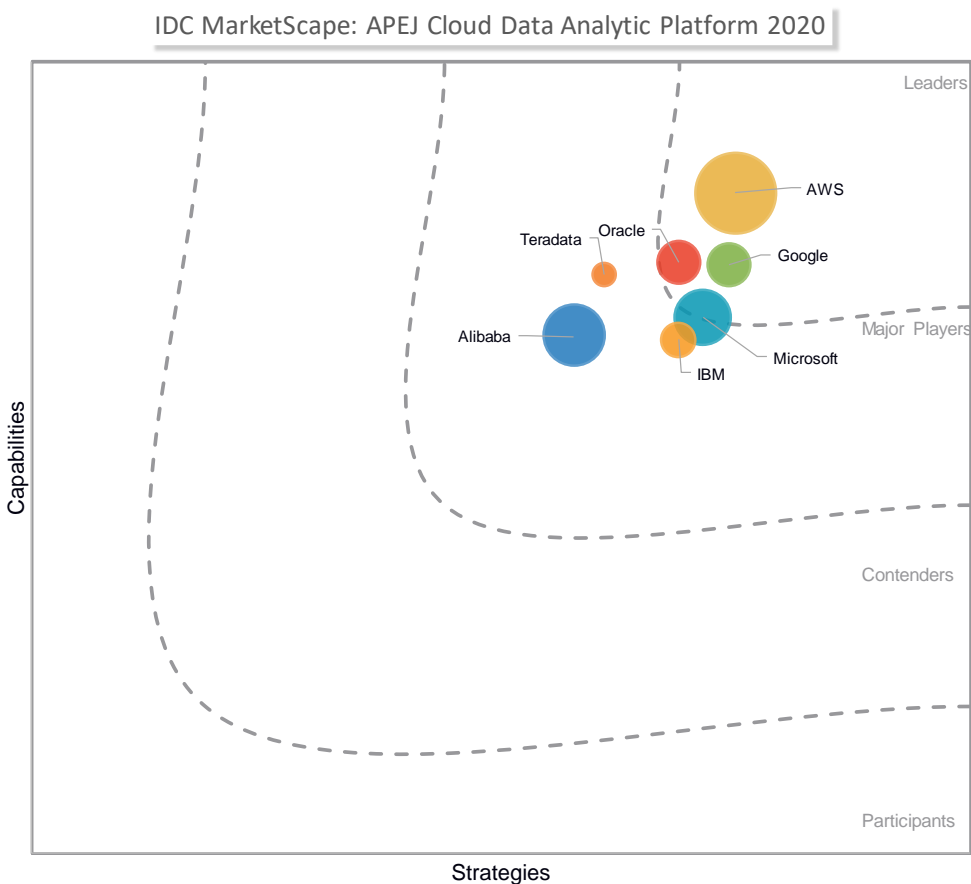 IDC MarketScape: APEJ Cloud Data Analytic Platform 2020
Leaders
AWS
Oracle
Teradata
Google
Major Players
Alibaba
Microsoft
IBM
Capabilities
Contenders
Participants
Strategies